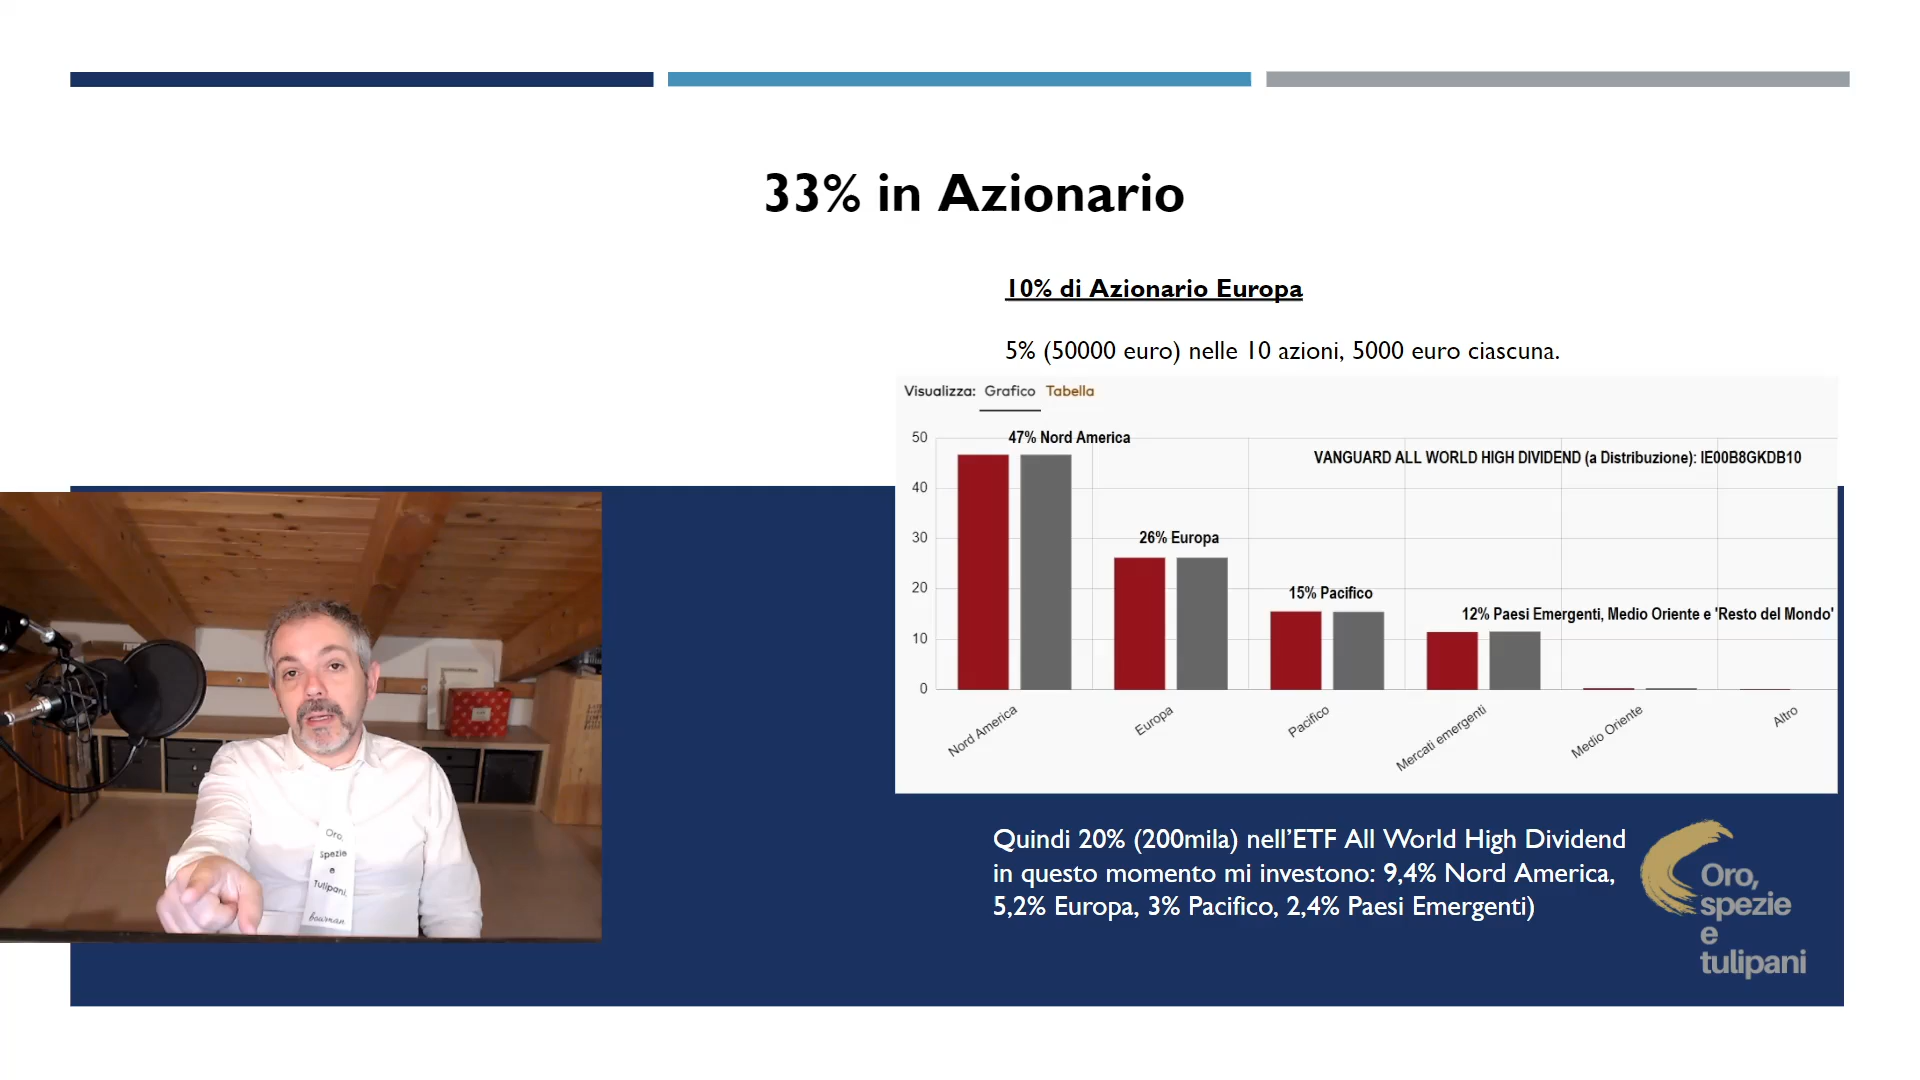 33% in Azionario
10% di Azionario Europa
5% (50000 euro) nelle 10 azioni, 5000 euro ciascuna.
Visualizza: Grafico Tabella
50
47% Nord America
VANGUARD ALL WORLD HIGH DIVIDEND (a Distribuzione): IE00B8GKDB10
40
30
26% Europa
20
15% Pacifico
12% Paesi Emergenti, Medio Oriente e 'Resto del Mondo'
10
0
Nord America
Europa
Pacifico
Mercati emergenti
Medio Oriente
Altro
Oro,
Spezie
e
Tulipani,
bowman
Quindi 20% (200mila) nell'ETF All World High Dividend
in questo momento mi investono: 9,4% Nord America,
5,2% Europa, 3% Pacifico, 2,4% Paesi Emergenti)
Oro,
spezie
e
tulipani